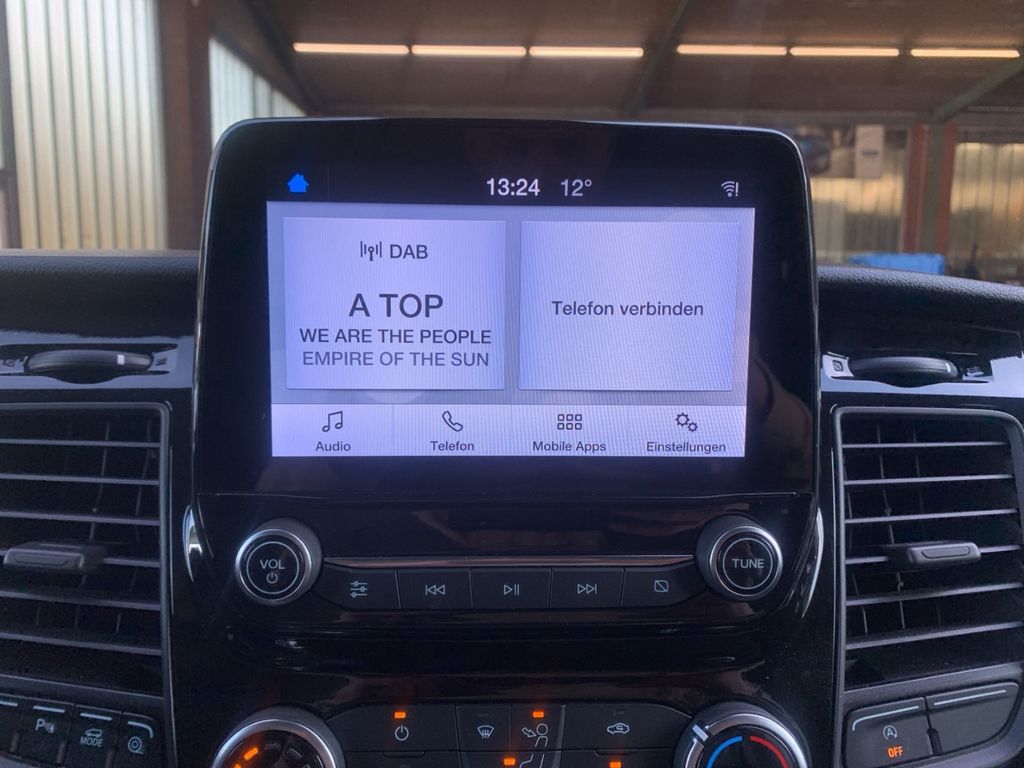 13:24 12°
DAB
A TOP
WE ARE THE PEOPLE
EMPIRE OF THE SUN
Telefon verbinden
Audio
Telefon
Mobile Apps
Einstellungen
VOL
TUNE
P
MODE
A
OFF